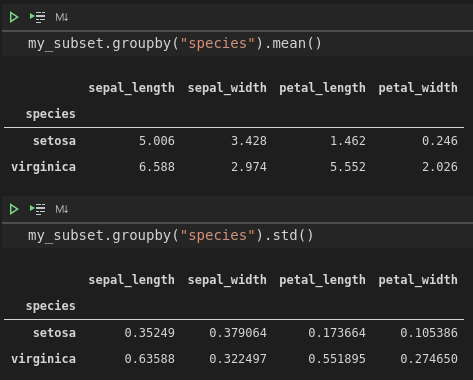 M↓
my_subset.groupby("species").mean()
sepal_length sepal_width petal_length petal_width
species
setosa 5.006 3.428 1.462 0.246
virginica 6.588 2.974 5.552 2.026
M↓
my_subset.groupby("species").std()
sepal_length sepal_width petal_length petal_width
species
setosa 0.35249 0.379064 0.173664 0.105386
virginica 0.63588 0.322497 0.551895 0.274650